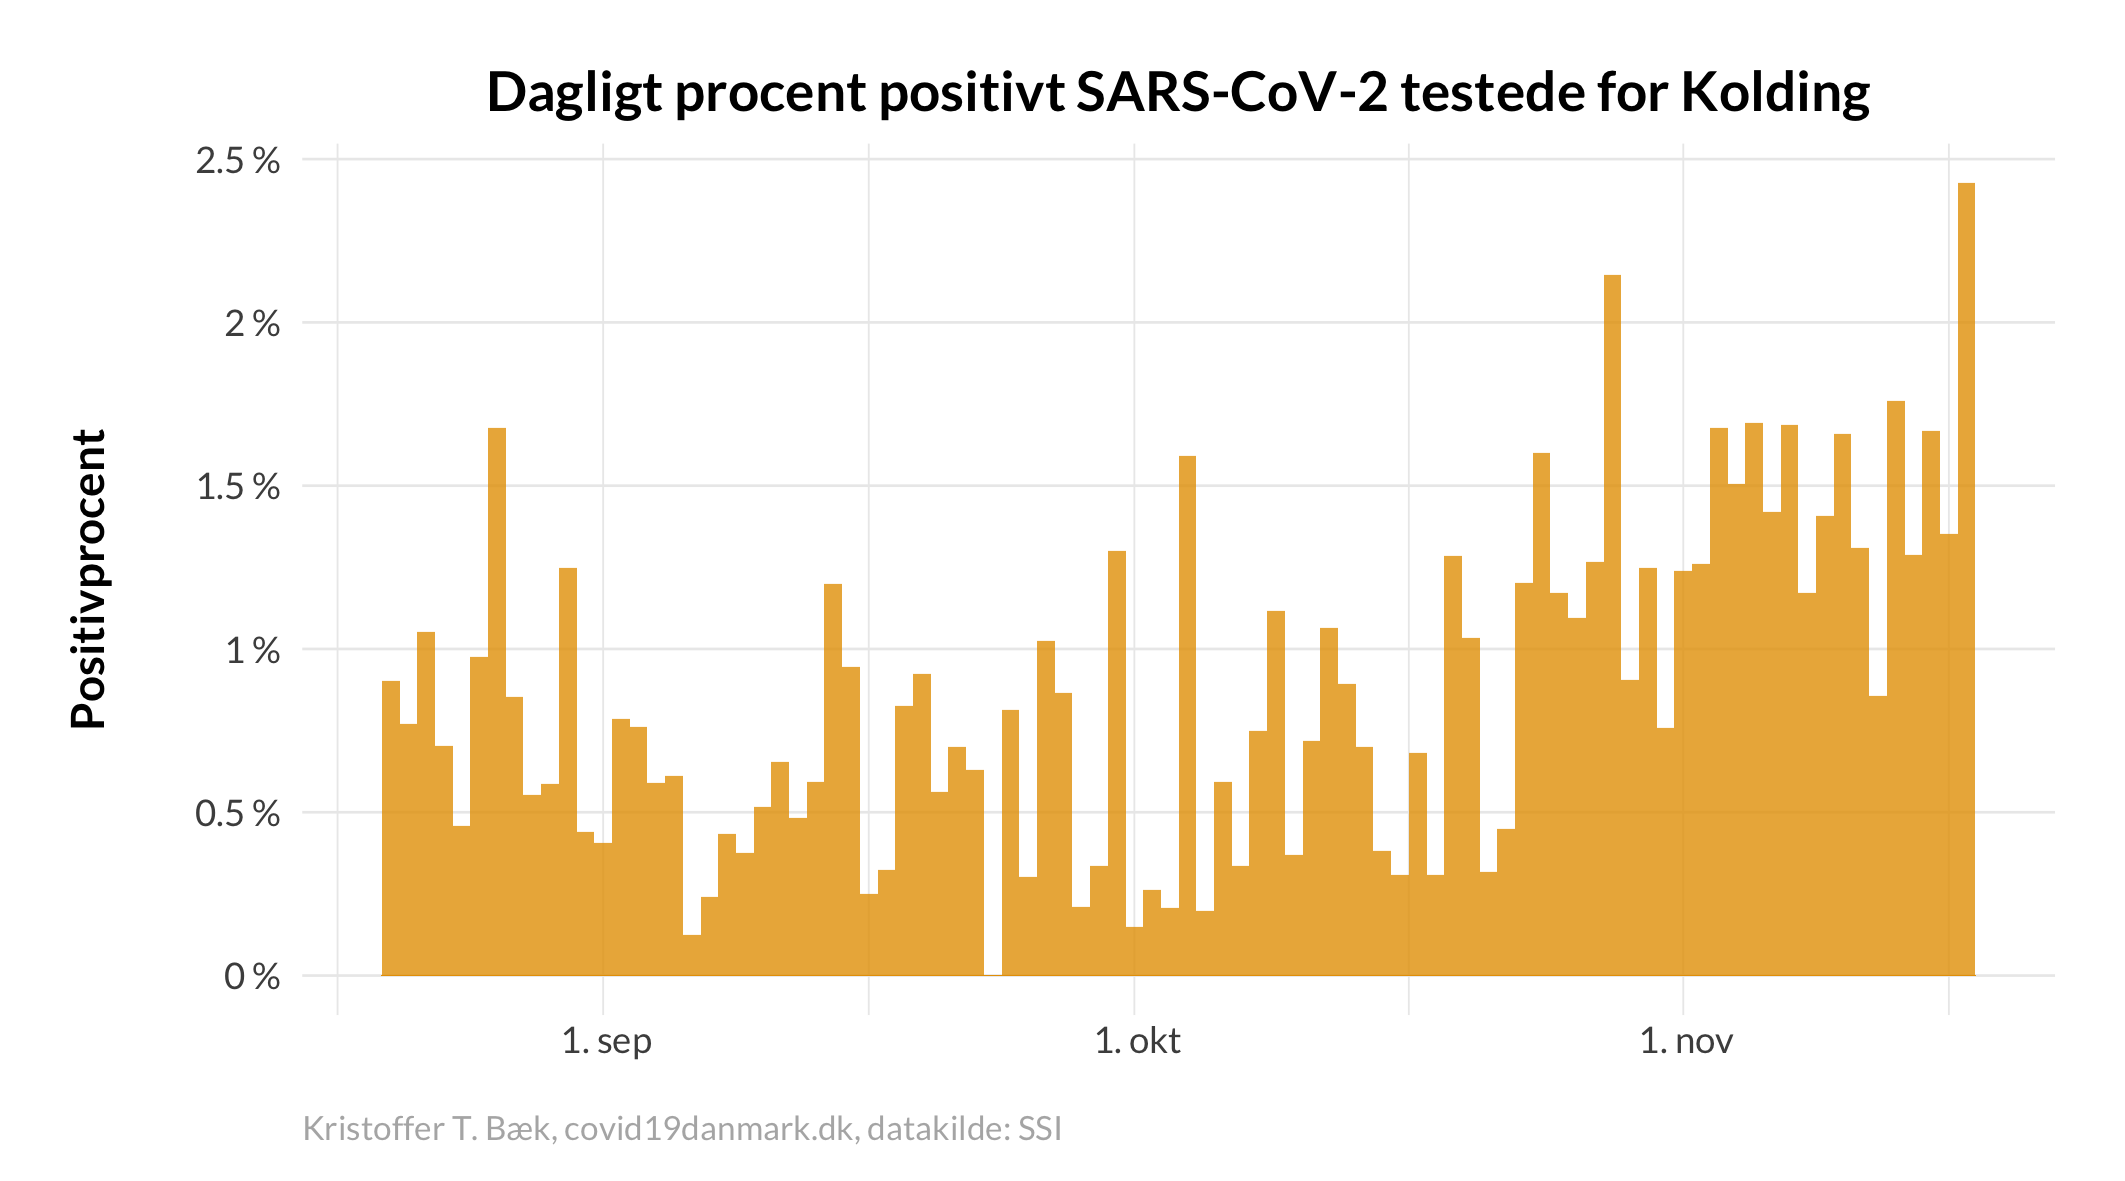 Dagligt procent positivt SARS-CoV-2 testede for Kolding
Positivprocent
2.5 %
2 %
1.5 %
1 %
0.5 %
0 %
1. sep
1. okt
1. nov
Kristoffer T. Bæk, covid19danmark.dk, datakilde: SSI